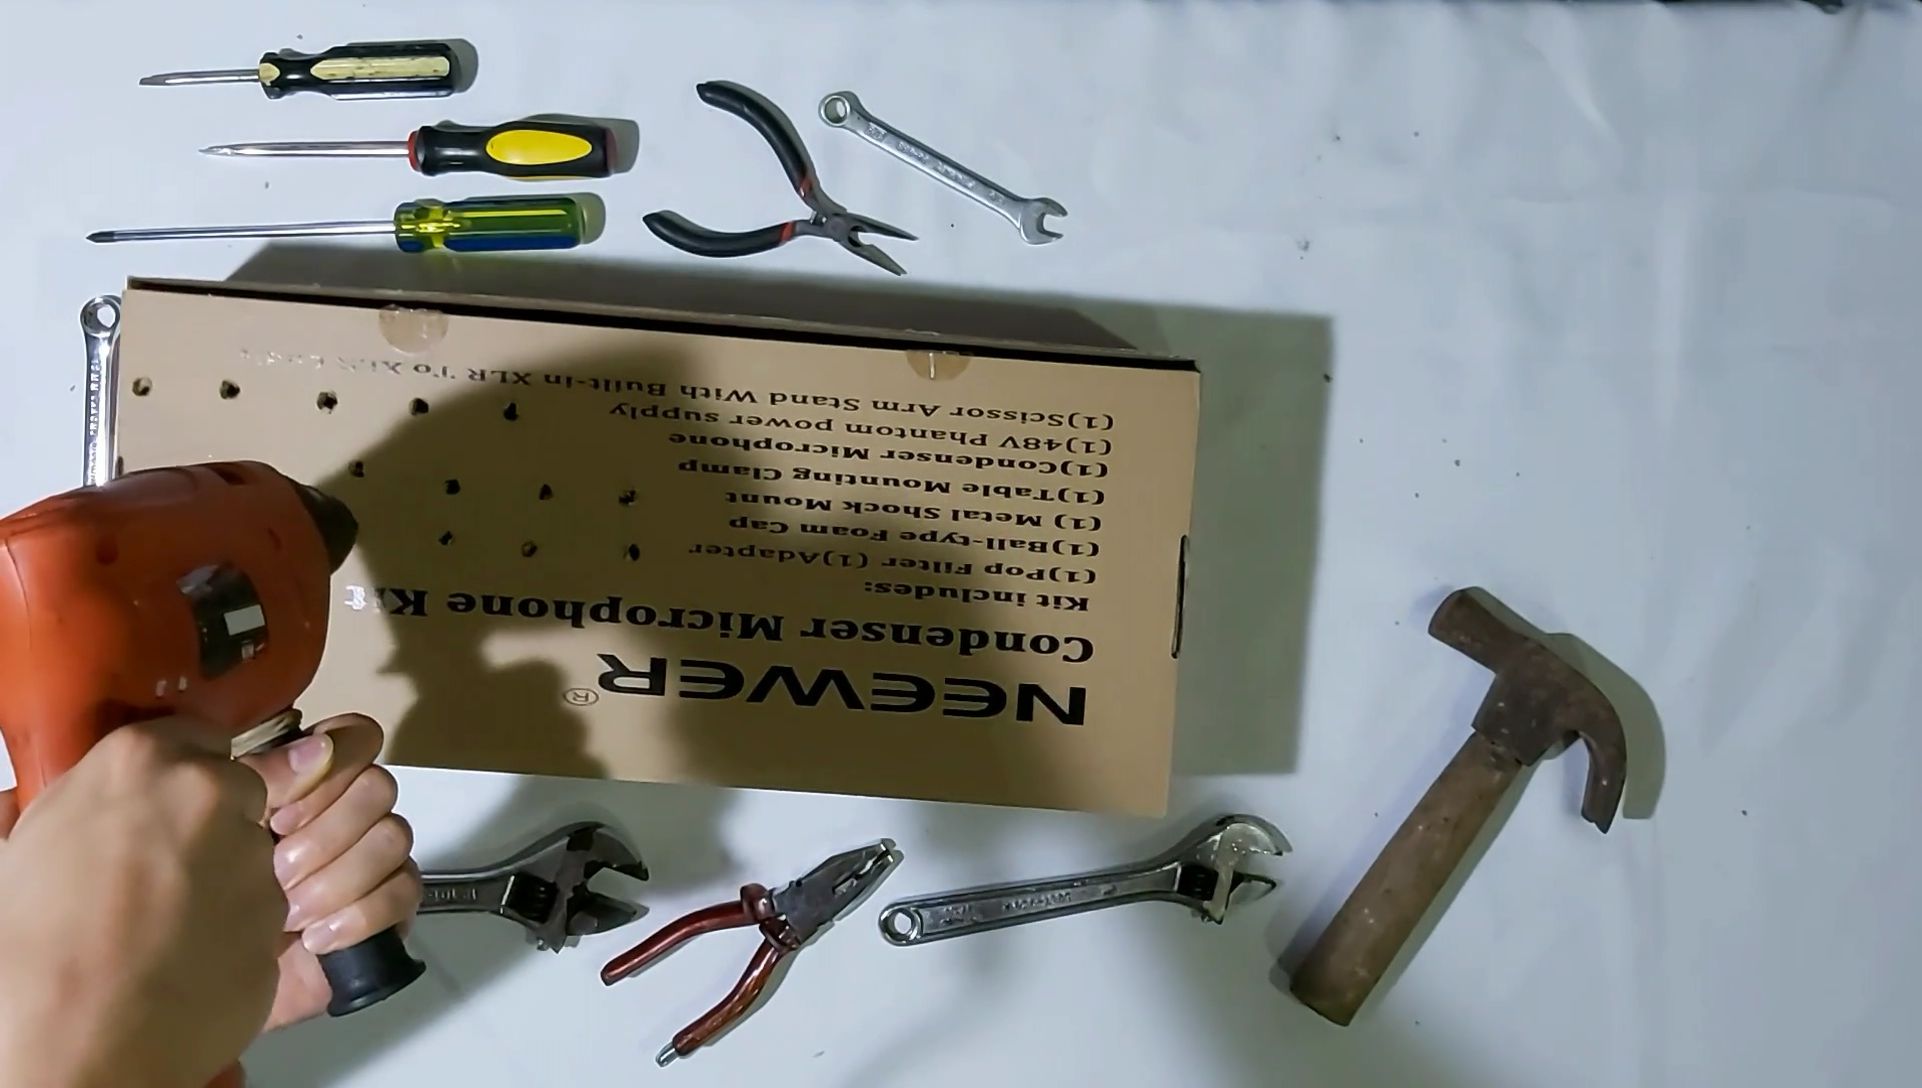 NEEWER®
Condenser Microphone Ki
Kit includes:
(1)Pop Filter (1)Adapter
(1)Ball-type Foam Cap
(1) Metal Shock Mount
(1)Table Mounting Clamp
(1)Condenser Microphone
(1)48V Phantom power supply
(1)Scissor Arm Stand With Built-in XLR To XLR